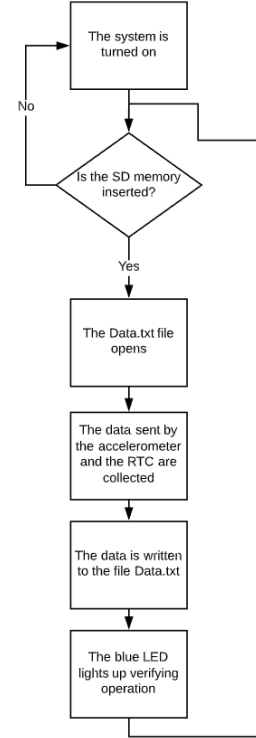 The system is
turned on
No
Is the SD memory
inserted?
Yes
The Data.txt file
opens
The data sent by
the accelerometer
and the RTC are
collected
The data is written
to the file Data.txt
The blue LED
lights up verifying
operation